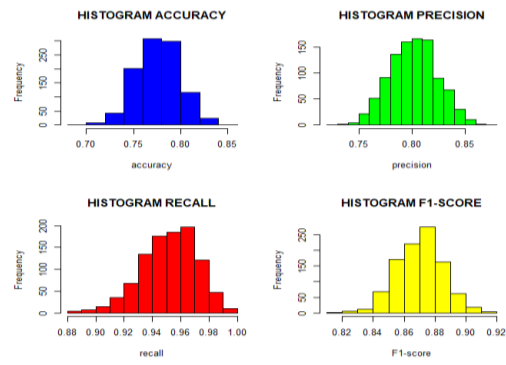 HISTOGRAM ACCURACY
Frequency
0 50 150 250
0.70 0.75 0.80 0.85
accuracy
HISTOGRAM PRECISION
Frequency
0 50 100 150
0.75 0.80 0.85
precision
HISTOGRAM RECALL
Frequency
0 50 100 150 200
0.88 0.90 0.92 0.94 0.96 0.98 1.00
recall
HISTOGRAM F1-SCORE
Frequency
0 50 150 250
0.82 0.84 0.86 0.88 0.90 0.92
F1-score